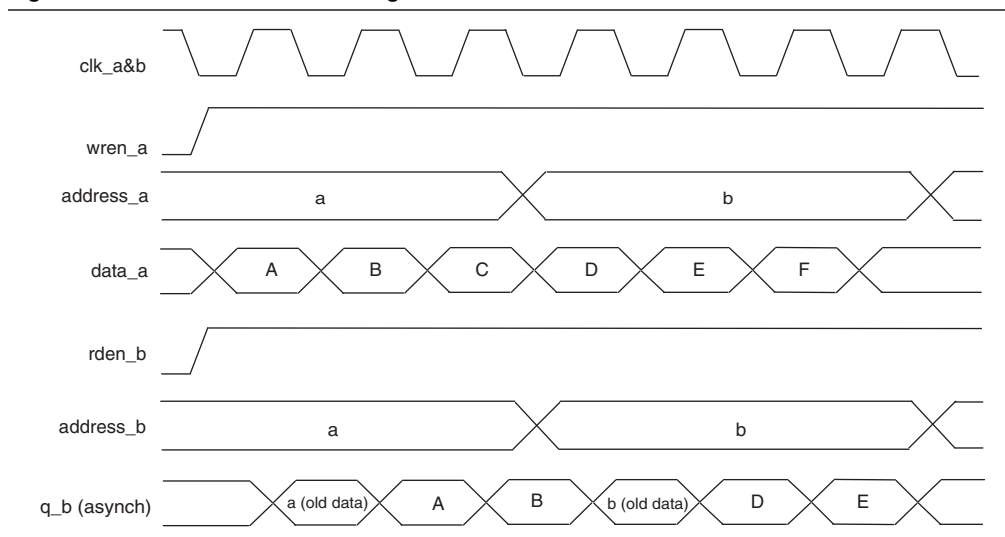 clk_a&b
wren_a
address_a a b
data_a A B C D E F
rden_b
address_b a b
q_b (asynch) a (old data) A B b (old data) D E